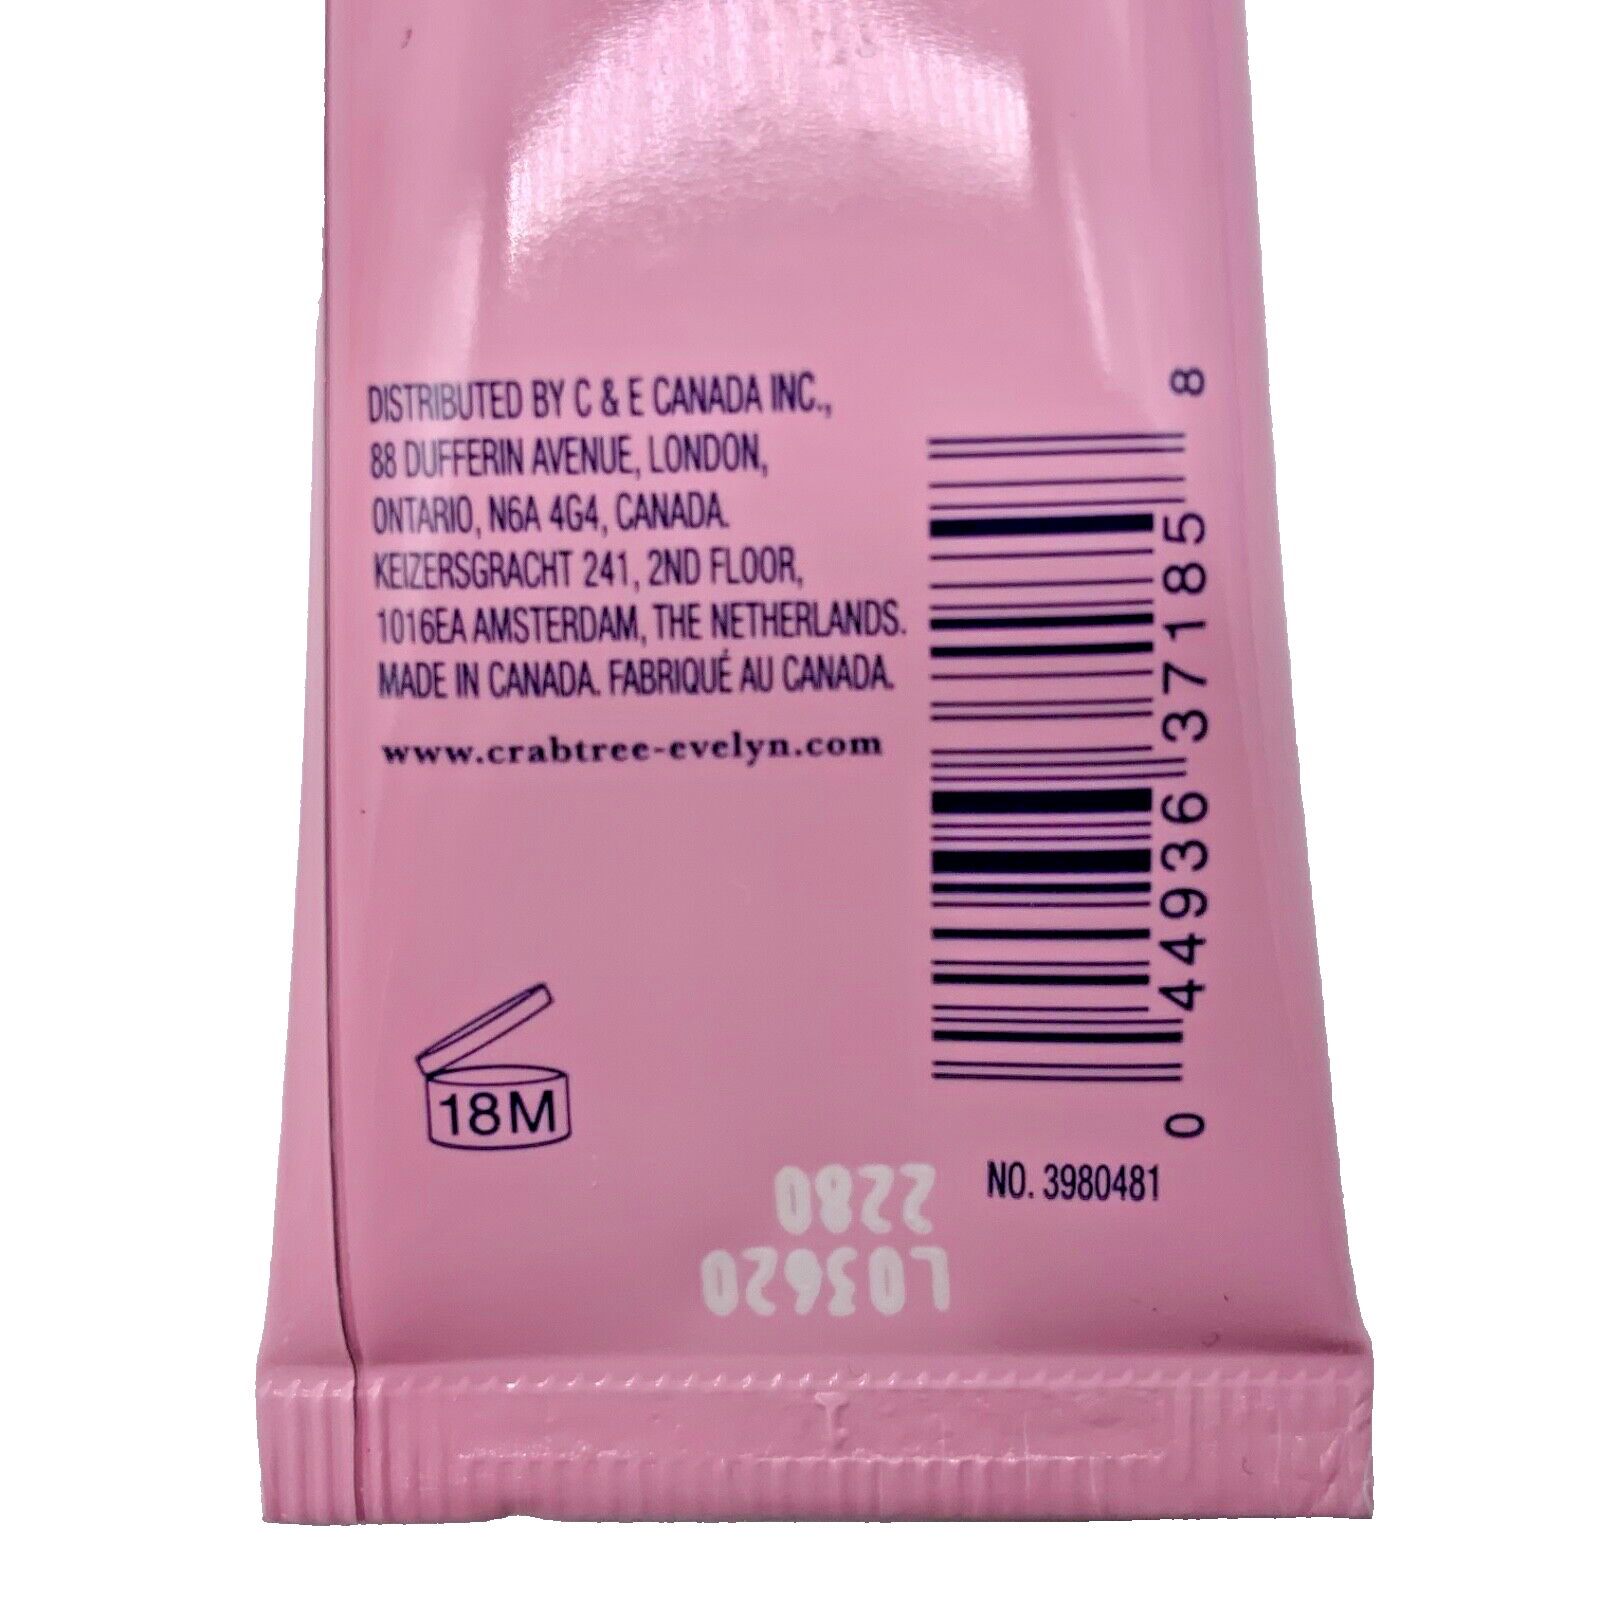 DISTRIBUTED BY C & E CANADA INC.,
88 DUFFERIN AVENUE, LONDON,
ONTARIO, N6A 4G4, CANADA.
KEIZERSGRACHT 241, 2ND FLOOR,
1016EA AMSTERDAM, THE NETHERLANDS.
MADE IN CANADA. FABRIQUÉ AU CANADA.
www.crabtree-evelyn.com
0 44936 37185 8
18M
NO. 3980481
L03620
2280